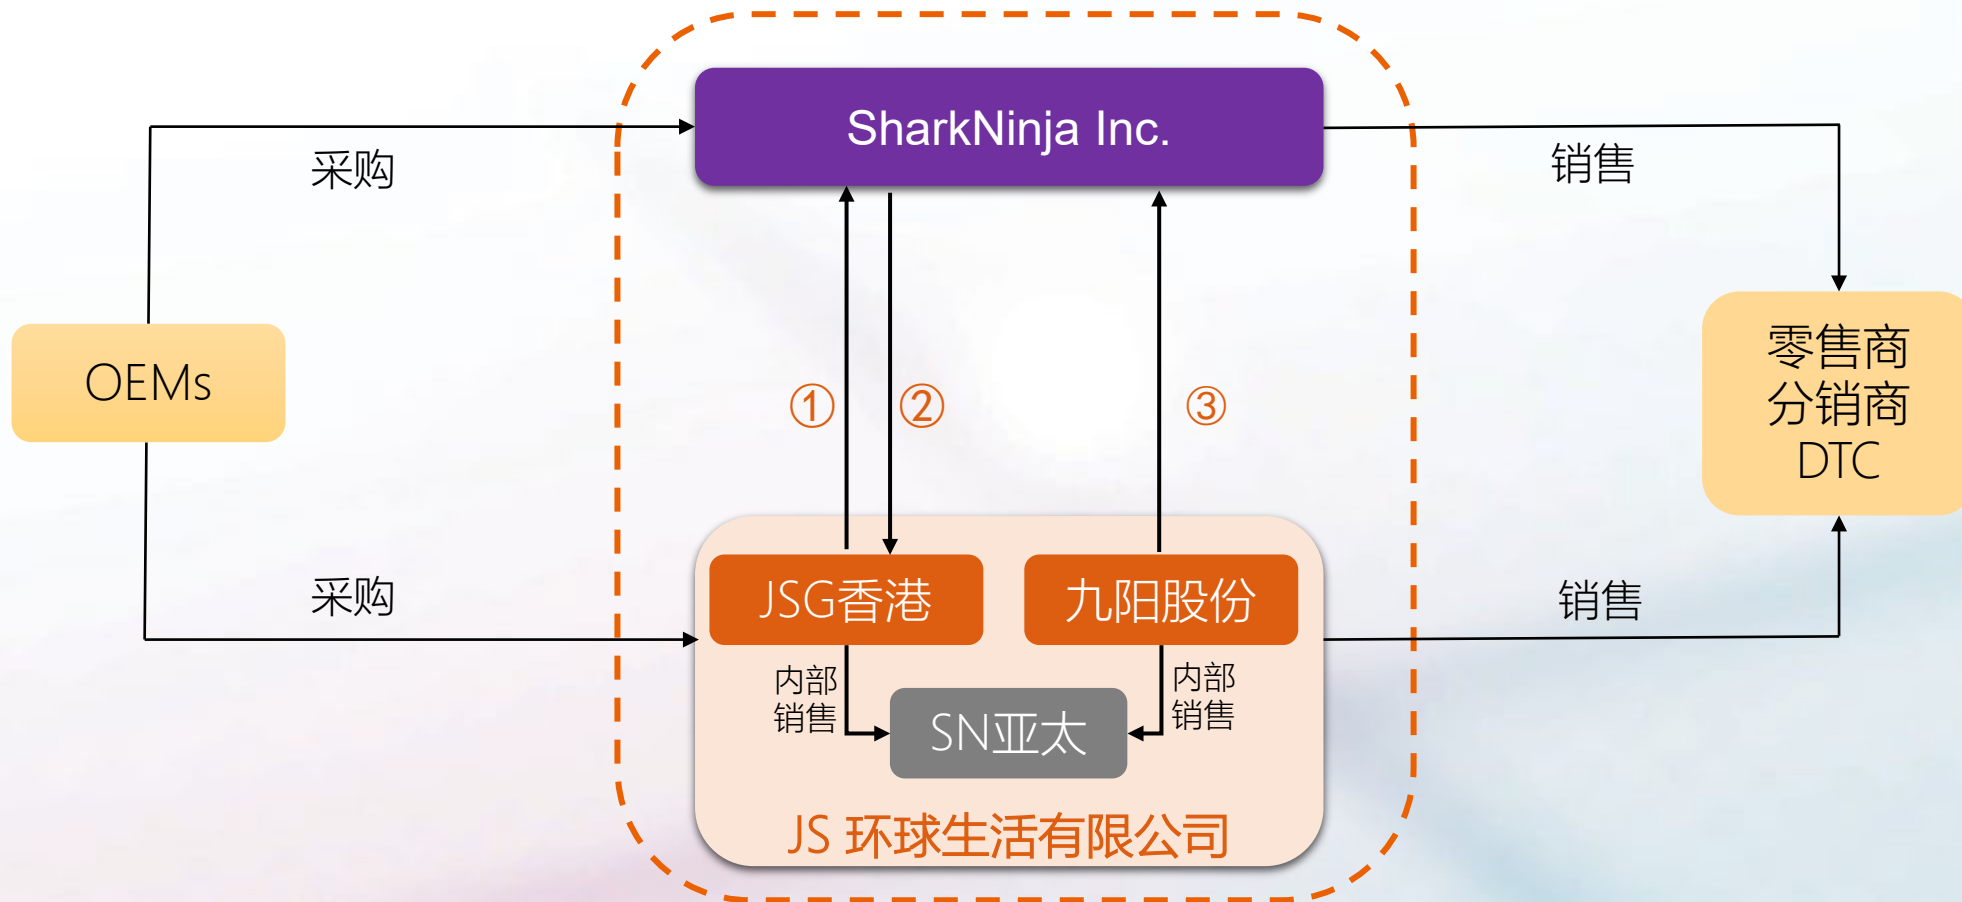 SharkNinja Inc.
采购
销售
OEMs
①
②
③
零售商
分销商
DTC
采购
JSG香港
九阳股份
销售
内部
销售
内部
销售
SN亚太
JS 环球生活有限公司